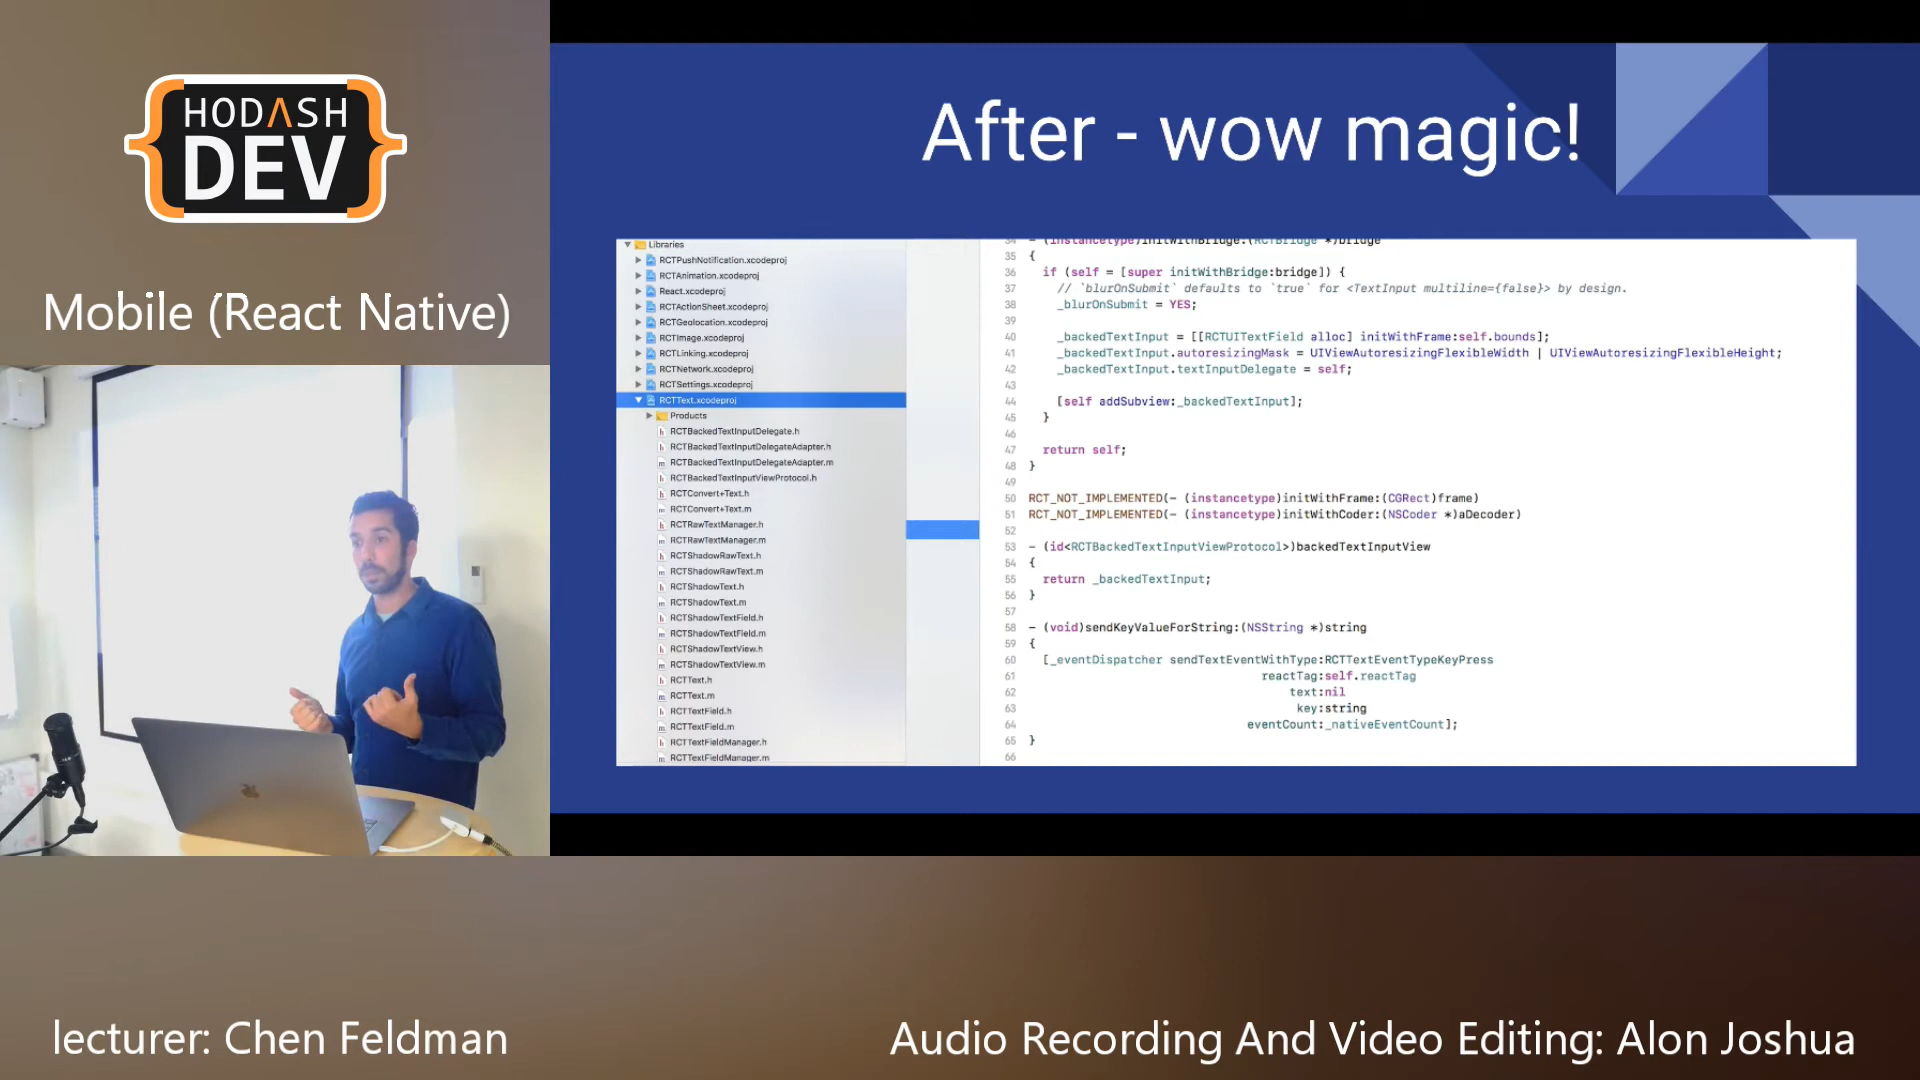 HODASH
DEV
Mobile (React Native)
After - wow magic!
Libraries
RCTPushNotification.xcodeproj
RCTAnimation.xcodeproj
React.xcodeproj
RCTActionSheet.xcodeproj
RCTGeolocation.xcodeproj
RCTImage.xcodeproj
RCTLinking.xcodeproj
RCTNetwork.xcodeproj
RCTSettings.xcodeproj
RCTText.xcodeproj
Products
RCTBackedTextInputDelegate.h
RCTBackedTextInputDelegateAdapter.h
RCTBackedTextInputDelegateAdapter.m
RCTBackedTextInputViewProtocol.h
RCTConvert+Text.h
RCTConvert+Text.m
RCTRawTextManager.h
RCTRawTextManager.m
RCTShadowRawText.h
RCTShadowRawText.m
RCTShadowText.h
RCTShadowText.m
RCTShadowTextField.h
RCTShadowTextField.m
RCTShadowTextView.h
RCTShadowTextView.m
RCTText.h
RCTText.m
RCTTextField.h
RCTTextField.m
RCTTextFieldManager.h
RCTTextFieldManager.m
34 - (instancetype)initWithBridge:(RCTBridge *)bridge
35 {
36 if (self = [super initWithBridge:bridge]) {
37 // `blurOnSubmit` defaults to `true` for <TextInput multiline={false}> by design.
38 _blurOnSubmit = YES;
39
40 _backedTextInput = [[RCTUITextField alloc] initWithFrame:self.bounds];
41 _backedTextInput.autoresizingMask = UIViewAutoresizingFlexibleWidth | UIViewAutoresizingFlexibleHeight;
42 _backedTextInput.textInputDelegate = self;
43
44 [self addSubview:_backedTextInput];
45 }
46
47 return self;
48 }
49
50 RCT_NOT_IMPLEMENTED(- (instancetype)initWithFrame:(CGRect)frame)
51 RCT_NOT_IMPLEMENTED(- (instancetype)initWithCoder:(NSCoder *)aDecoder)
52
53 - (id<RCTBackedTextInputViewProtocol>)backedTextInputView
54 {
55 return _backedTextInput;
56 }
57
58 - (void)sendKeyValueForString:(NSString *)string
59 {
60 [_eventDispatcher sendTextEventWithType:RCTTextEventTypeKeyPress
61 reactTag:self.reactTag
62 text:nil
63 key:string
64 eventCount:_nativeEventCount];
65 }
66
lecturer: Chen Feldman
Audio Recording And Video Editing: Alon Joshua